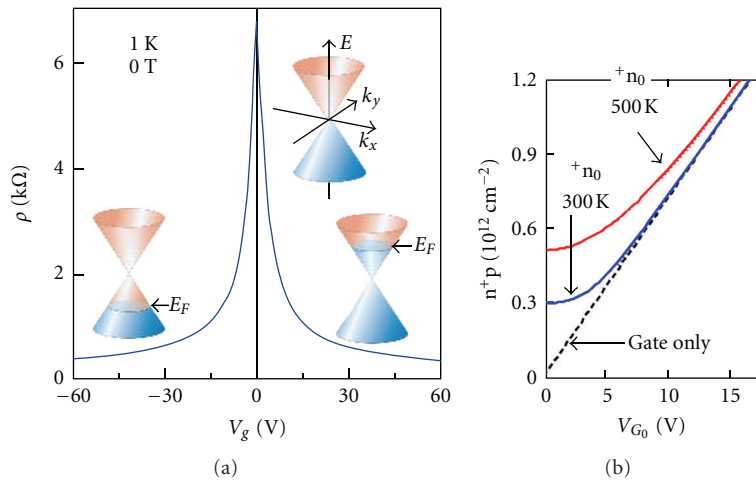 6
4
2
0
ρ (kΩ)
1 K
0 T
E
k_y
k_x
E_F
E_F
−60
−30
0
30
60
V_g (V)
(a)
1.2
0.9
0.6
0.3
0
n⁺p (10¹² cm⁻²)
⁺n₀
500 K
⁺n₀
300 K
Gate only
0
5
10
15
V_{G₀} (V)
(b)